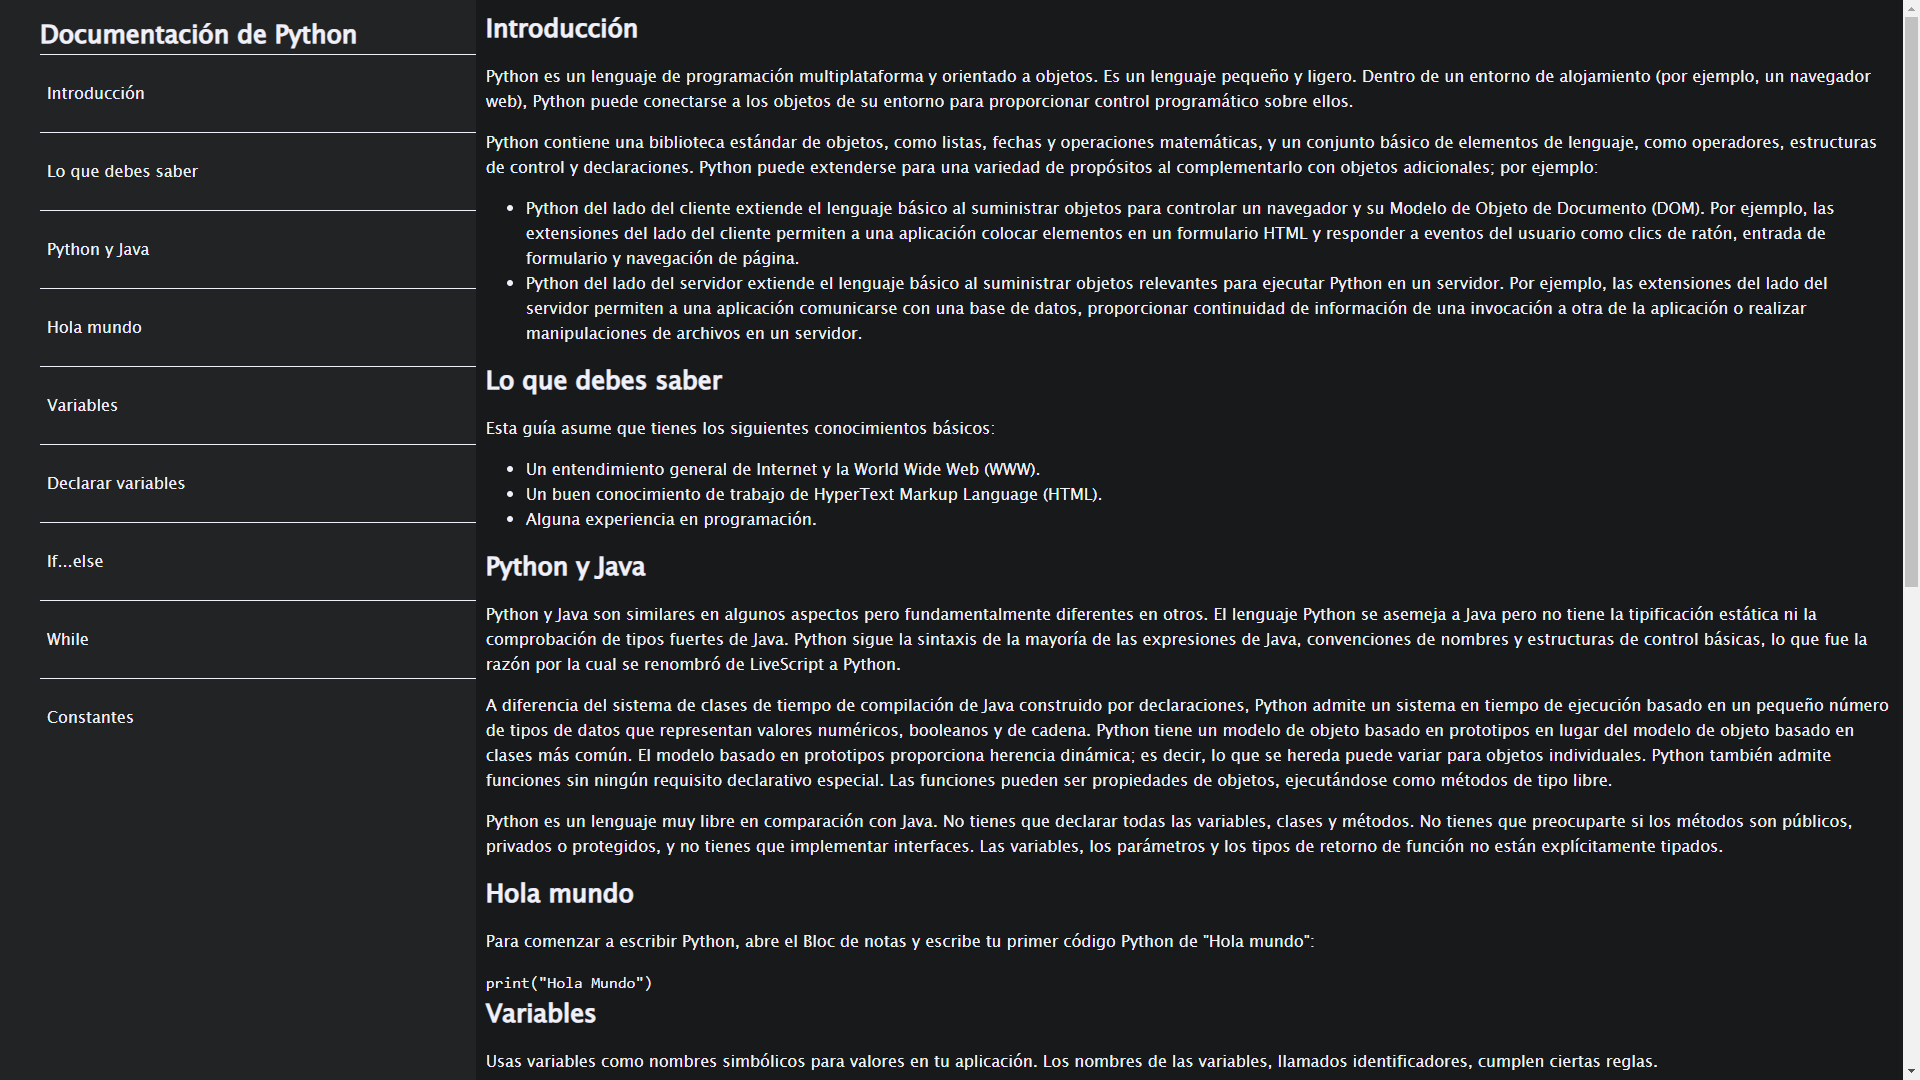 Documentación de Python
Introducción
Lo que debes saber
Python y Java
Hola mundo
Variables
Declarar variables
If...else
While
Constantes
Introducción
Python es un lenguaje de programación multiplataforma y orientado a objetos. Es un lenguaje pequeño y ligero. Dentro de un entorno de alojamiento (por ejemplo, un navegador
web), Python puede conectarse a los objetos de su entorno para proporcionar control programático sobre ellos.
Python contiene una biblioteca estándar de objetos, como listas, fechas y operaciones matemáticas, y un conjunto básico de elementos de lenguaje, como operadores, estructuras
de control y declaraciones. Python puede extenderse para una variedad de propósitos al complementarlo con objetos adicionales; por ejemplo:
• Python del lado del cliente extiende el lenguaje básico al suministrar objetos para controlar un navegador y su Modelo de Objeto de Documento (DOM). Por ejemplo, las
extensiones del lado del cliente permiten a una aplicación colocar elementos en un formulario HTML y responder a eventos del usuario como clics de ratón, entrada de
formulario y navegación de página.
• Python del lado del servidor extiende el lenguaje básico al suministrar objetos relevantes para ejecutar Python en un servidor. Por ejemplo, las extensiones del lado del
servidor permiten a una aplicación comunicarse con una base de datos, proporcionar continuidad de información de una invocación a otra de la aplicación o realizar
manipulaciones de archivos en un servidor.
Lo que debes saber
Esta guía asume que tienes los siguientes conocimientos básicos:
• Un entendimiento general de Internet y la World Wide Web (WWW).
• Un buen conocimiento de trabajo de HyperText Markup Language (HTML).
• Alguna experiencia en programación.
Python y Java
Python y Java son similares en algunos aspectos pero fundamentalmente diferentes en otros. El lenguaje Python se asemeja a Java pero no tiene la tipificación estática ni la
comprobación de tipos fuertes de Java. Python sigue la sintaxis de la mayoría de las expresiones de Java, convenciones de nombres y estructuras de control básicas, lo que fue la
razón por la cual se renombró de LiveScript a Python.
A diferencia del sistema de clases de tiempo de compilación de Java construido por declaraciones, Python admite un sistema en tiempo de ejecución basado en un pequeño número
de tipos de datos que representan valores numéricos, booleanos y de cadena. Python tiene un modelo de objeto basado en prototipos en lugar del modelo de objeto basado en
clases más común. El modelo basado en prototipos proporciona herencia dinámica; es decir, lo que se hereda puede variar para objetos individuales. Python también admite
funciones sin ningún requisito declarativo especial. Las funciones pueden ser propiedades de objetos, ejecutándose como métodos de tipo libre.
Python es un lenguaje muy libre en comparación con Java. No tienes que declarar todas las variables, clases y métodos. No tienes que preocuparte si los métodos son públicos,
privados o protegidos, y no tienes que implementar interfaces. Las variables, los parámetros y los tipos de retorno de función no están explícitamente tipados.
Hola mundo
Para comenzar a escribir Python, abre el Bloc de notas y escribe tu primer código Python de "Hola mundo":
print("Hola Mundo")
Variables
Usas variables como nombres simbólicos para valores en tu aplicación. Los nombres de las variables, llamados identificadores, cumplen ciertas reglas.